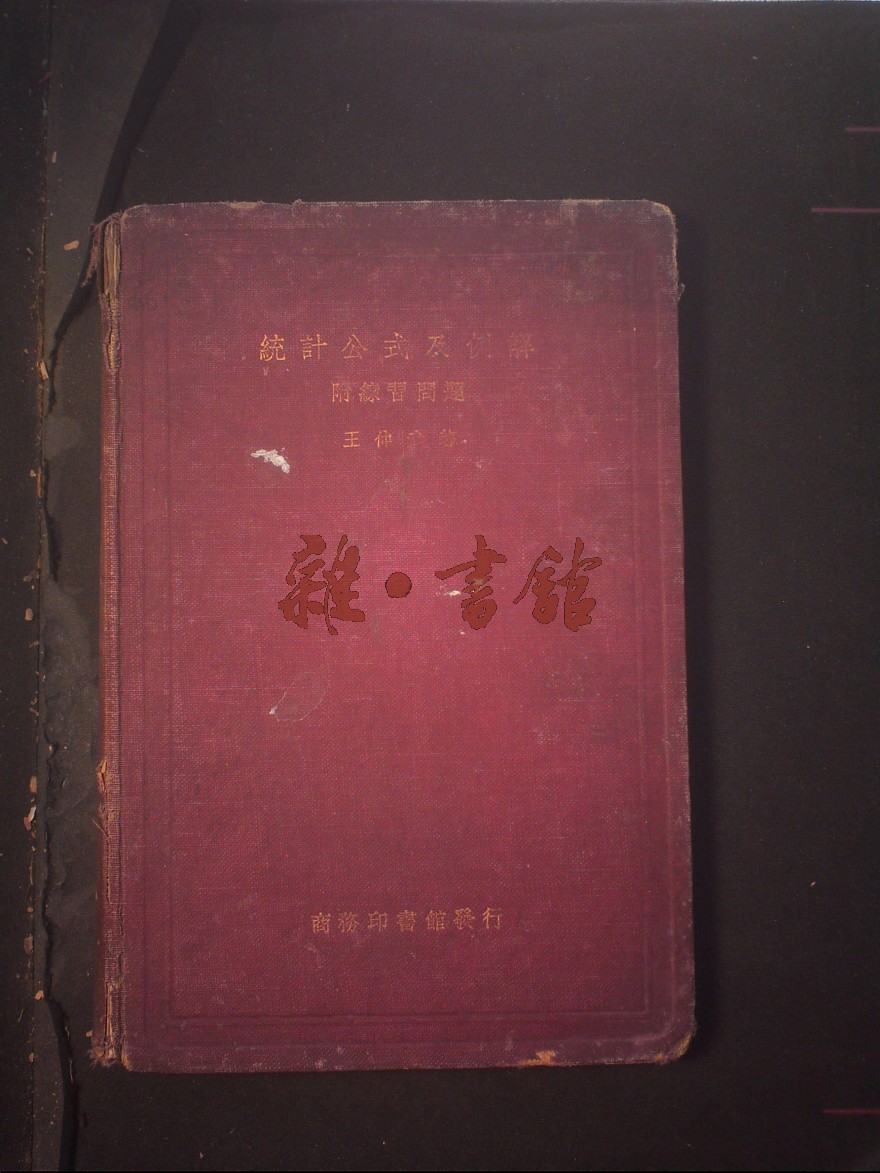 統計公式及例解
附練習問題
王仲
雜·書館
商務印書館發行